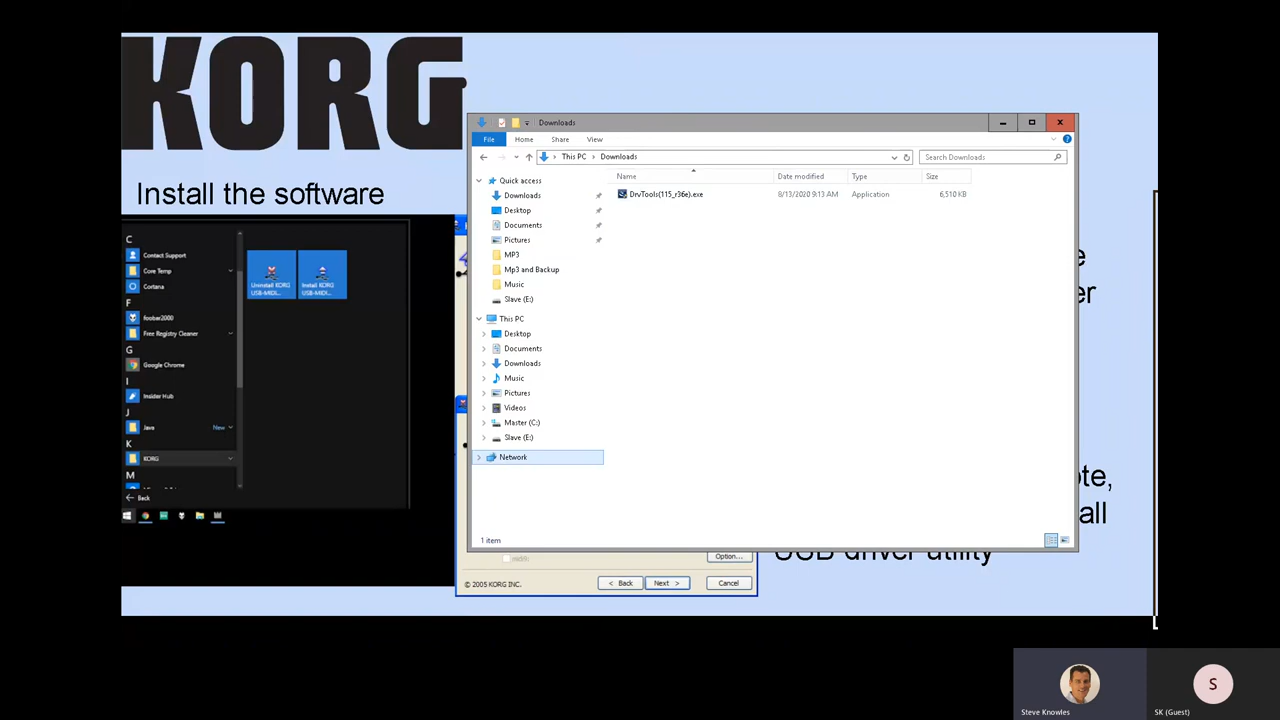 KORG
Install the software
C
Contact Support
Core Temp
Cortana
F
foobar2000
Free Registry Cleaner
G
Google Chrome
I
Insider Hub
J
Java New
K
KORG
M
Back
Uninstall KORG USB-MIDI...
Install KORG USB-MIDI...
Downloads
File Home Share View
This PC > Downloads
Search Downloads
Quick access
Downloads
Desktop
Documents
Pictures
MP3
Mp3 and Backup
Music
Slave (E:)
This PC
Desktop
Documents
Downloads
Music
Pictures
Videos
Master (C:)
Slave (E:)
Network
Name Date modified Type Size
DrvTools(115_r36e).exe 8/13/2020 9:13 AM Application 6,510 KB
1 item
Option...
© 2005 KORG INC.
< Back Next > Cancel
USB driver utility
Steve Knowles
S
SK (Guest)